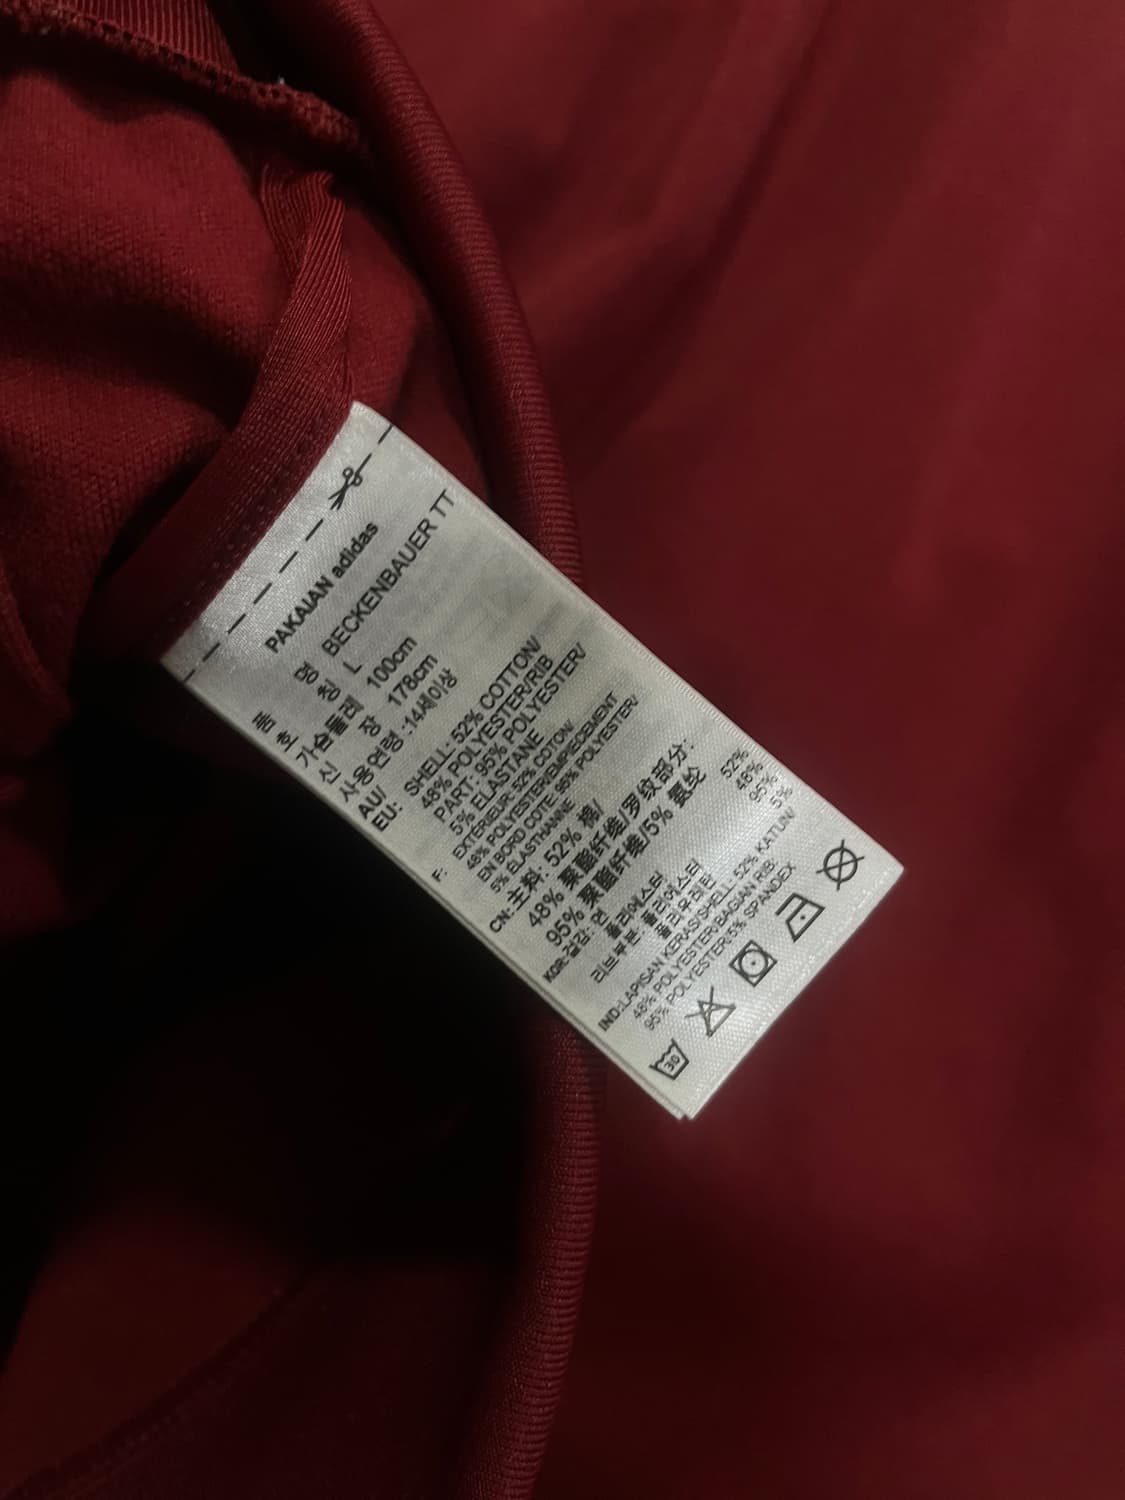 PAKAIAN adidas
품 명 BECKENBAUER TT
호 칭 L
가슴둘레 100cm
신 장 178cm
사용연령 :14세이상
AU/
EU: SHELL: 52% COTTON/
48% POLYESTER/RIB
PART: 95% POLYESTER/
5% ELASTANE
F: EXTÉRIEUR: 52% COTON/
48% POLYESTER/EMPIECEMENT
EN BORD COTE: 95% POLYESTER/
5% ÉLASTHANNE
CN: 主料: 52% 棉/
48% 聚酯纤维/罗纹部分:
95% 聚酯纤维/5% 氨纶
KOR:겉감: 면 52%
폴리에스터 48%
리브부분: 폴리에스터 95%
폴리우레탄 5%
IND:LAPISAN KERAS/SHELL: 52% KATUN/
48% POLYESTER/BAGIAN RIB:
95% POLYESTER/5% SPANDEX
30